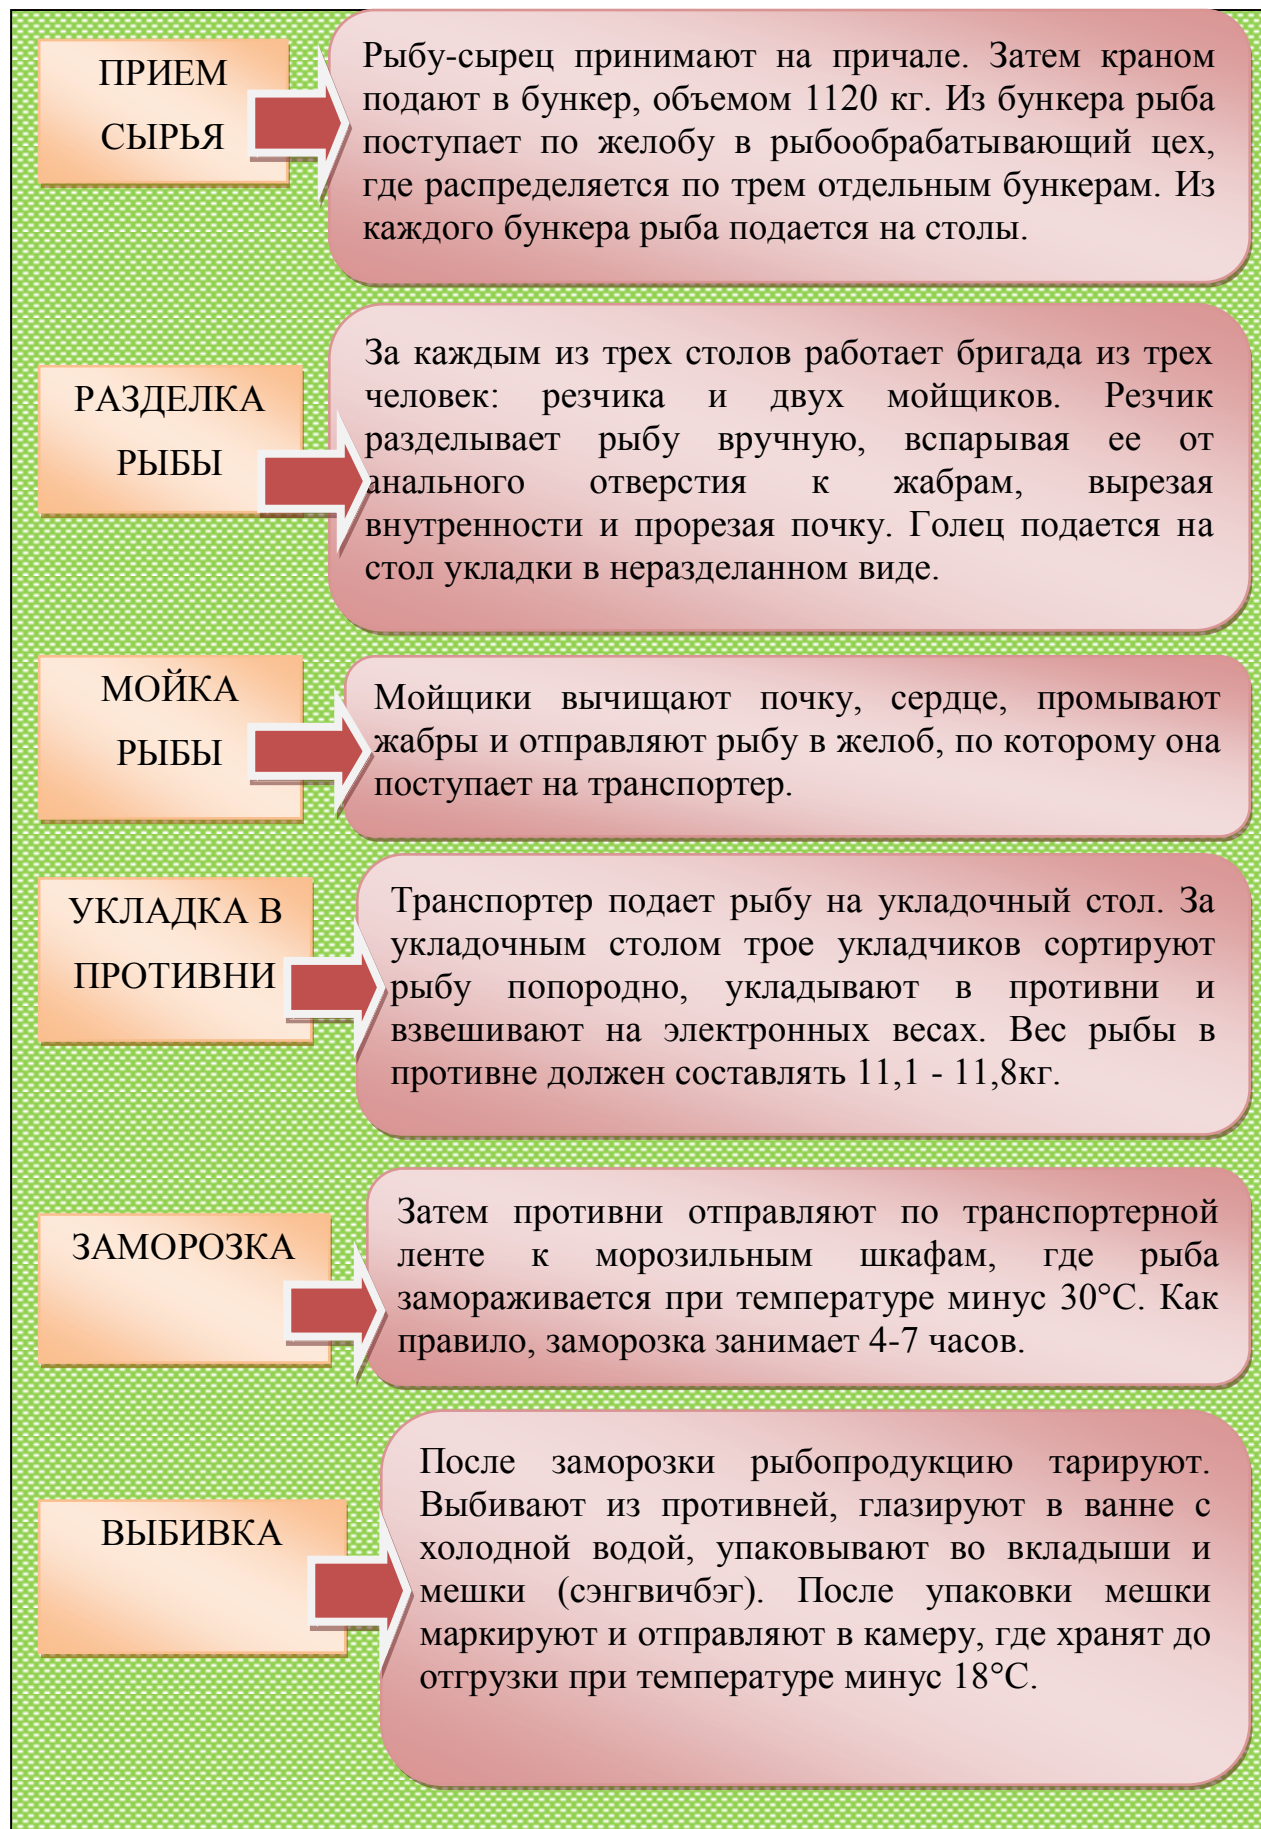 ПРИЕМ
СЫРЬЯ
Рыбу-сырец принимают на причале. Затем краном
подают в бункер, объемом 1120 кг. Из бункера рыба
поступает по желобу в рыбообрабатывающий цех,
где распределяется по трем отдельным бункерам. Из
каждого бункера рыба подается на столы.
РАЗДЕЛКА
РЫБЫ
За каждым из трех столов работает бригада из трех
человек: резчика и двух мойщиков. Резчик
разделывает рыбу вручную, вспарывая ее от
анального отверстия к жабрам, вырезая
внутренности и прорезая почку. Голец подается на
стол укладки в неразделанном виде.
МОЙКА
РЫБЫ
Мойщики вычищают почку, сердце, промывают
жабры и отправляют рыбу в желоб, по которому она
поступает на транспортер.
УКЛАДКА В
ПРОТИВНИ
Транспортер подает рыбу на укладочный стол. За
укладочным столом трое укладчиков сортируют
рыбу попородно, укладывают в противни и
взвешивают на электронных весах. Вес рыбы в
противне должен составлять 11,1 - 11,8кг.
ЗАМОРОЗКА
Затем противни отправляют по транспортерной
ленте к морозильным шкафам, где рыба
замораживается при температуре минус 30°С. Как
правило, заморозка занимает 4-7 часов.
ВЫБИВКА
После заморозки рыбопродукцию тарируют.
Выбивают из противней, глазируют в ванне с
холодной водой, упаковывают во вкладыши и
мешки (сэнгвичбэг). После упаковки мешки
маркируют и отправляют в камеру, где хранят до
отгрузки при температуре минус 18°С.